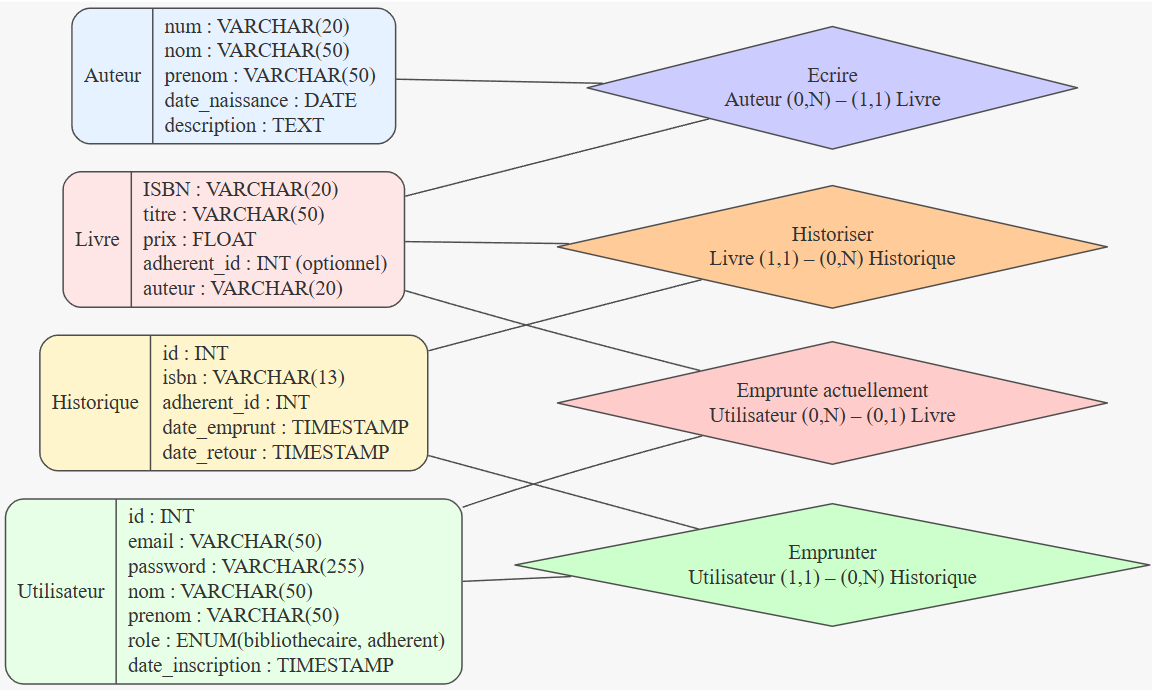 Auteur
num : VARCHAR(20)
nom : VARCHAR(50)
prenom : VARCHAR(50)
date_naissance : DATE
description : TEXT
Ecrire
Auteur (0,N) – (1,1) Livre
Livre
ISBN : VARCHAR(20)
titre : VARCHAR(50)
prix : FLOAT
adherent_id : INT (optionnel)
auteur : VARCHAR(20)
Historiser
Livre (1,1) – (0,N) Historique
Historique
id : INT
isbn : VARCHAR(13)
adherent_id : INT
date_emprunt : TIMESTAMP
date_retour : TIMESTAMP
Emprunte actuellement
Utilisateur (0,N) – (0,1) Livre
Utilisateur
id : INT
email : VARCHAR(50)
password : VARCHAR(255)
nom : VARCHAR(50)
prenom : VARCHAR(50)
role : ENUM(bibliothecaire, adherent)
date_inscription : TIMESTAMP
Emprunter
Utilisateur (1,1) – (0,N) Historique